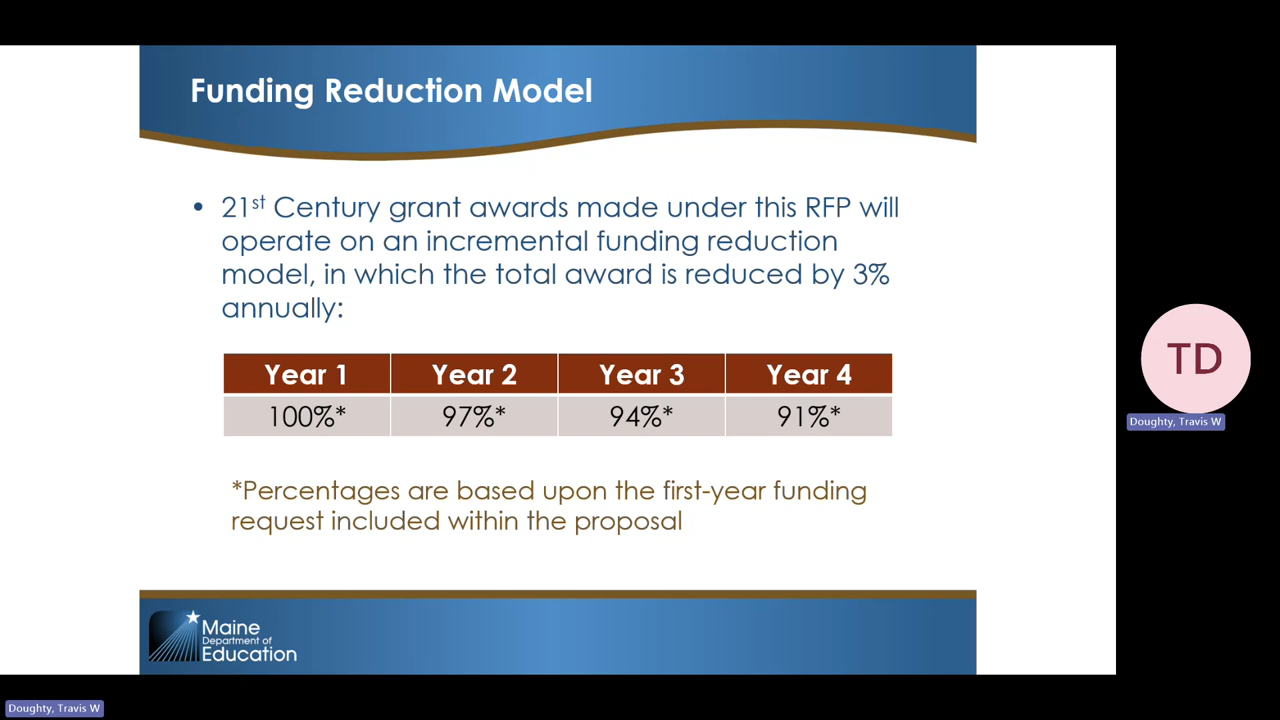 Funding Reduction Model
• 21st Century grant awards made under this RFP will
operate on an incremental funding reduction
model, in which the total award is reduced by 3%
annually:
Year 1 Year 2 Year 3 Year 4
100%* 97%* 94%* 91%*
*Percentages are based upon the first-year funding
request included within the proposal
Maine
Department of
Education
TD
Doughty, Travis W
Doughty, Travis W